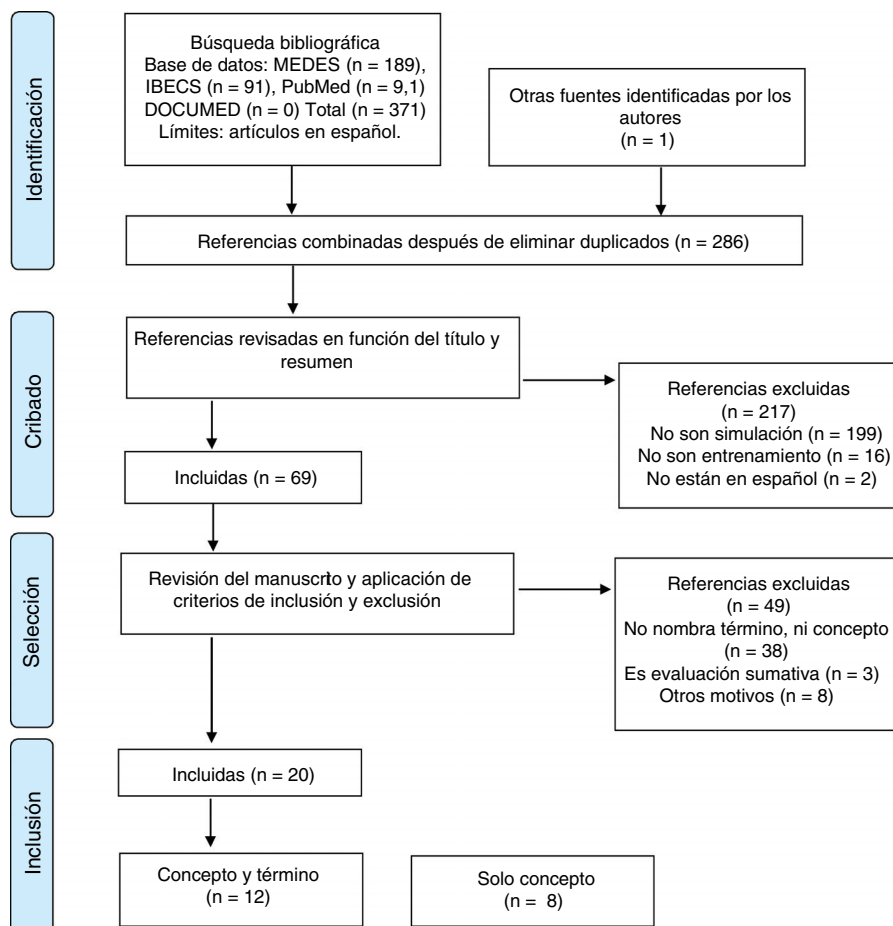 Identificación
Búsqueda bibliográfica
Base de datos: MEDES (n = 189),
IBECS (n = 91), PubMed (n = 9,1)
DOCUMED (n = 0) Total (n = 371)
Límites: artículos en español.
Otras fuentes identificadas por los
autores
(n = 1)
Referencias combinadas después de eliminar duplicados (n = 286)
Cribado
Referencias revisadas en función del título y
resumen
Referencias excluidas
(n = 217)
No son simulación (n = 199)
No son entrenamiento (n = 16)
No están en español (n = 2)
Incluidas (n = 69)
Selección
Revisión del manuscrito y aplicación de
criterios de inclusión y exclusión
Referencias excluidas
(n = 49)
No nombra término, ni concepto
(n = 38)
Es evaluación sumativa (n = 3)
Otros motivos (n = 8)
Inclusión
Incluidas (n = 20)
Concepto y término
(n = 12)
Solo concepto
(n = 8)